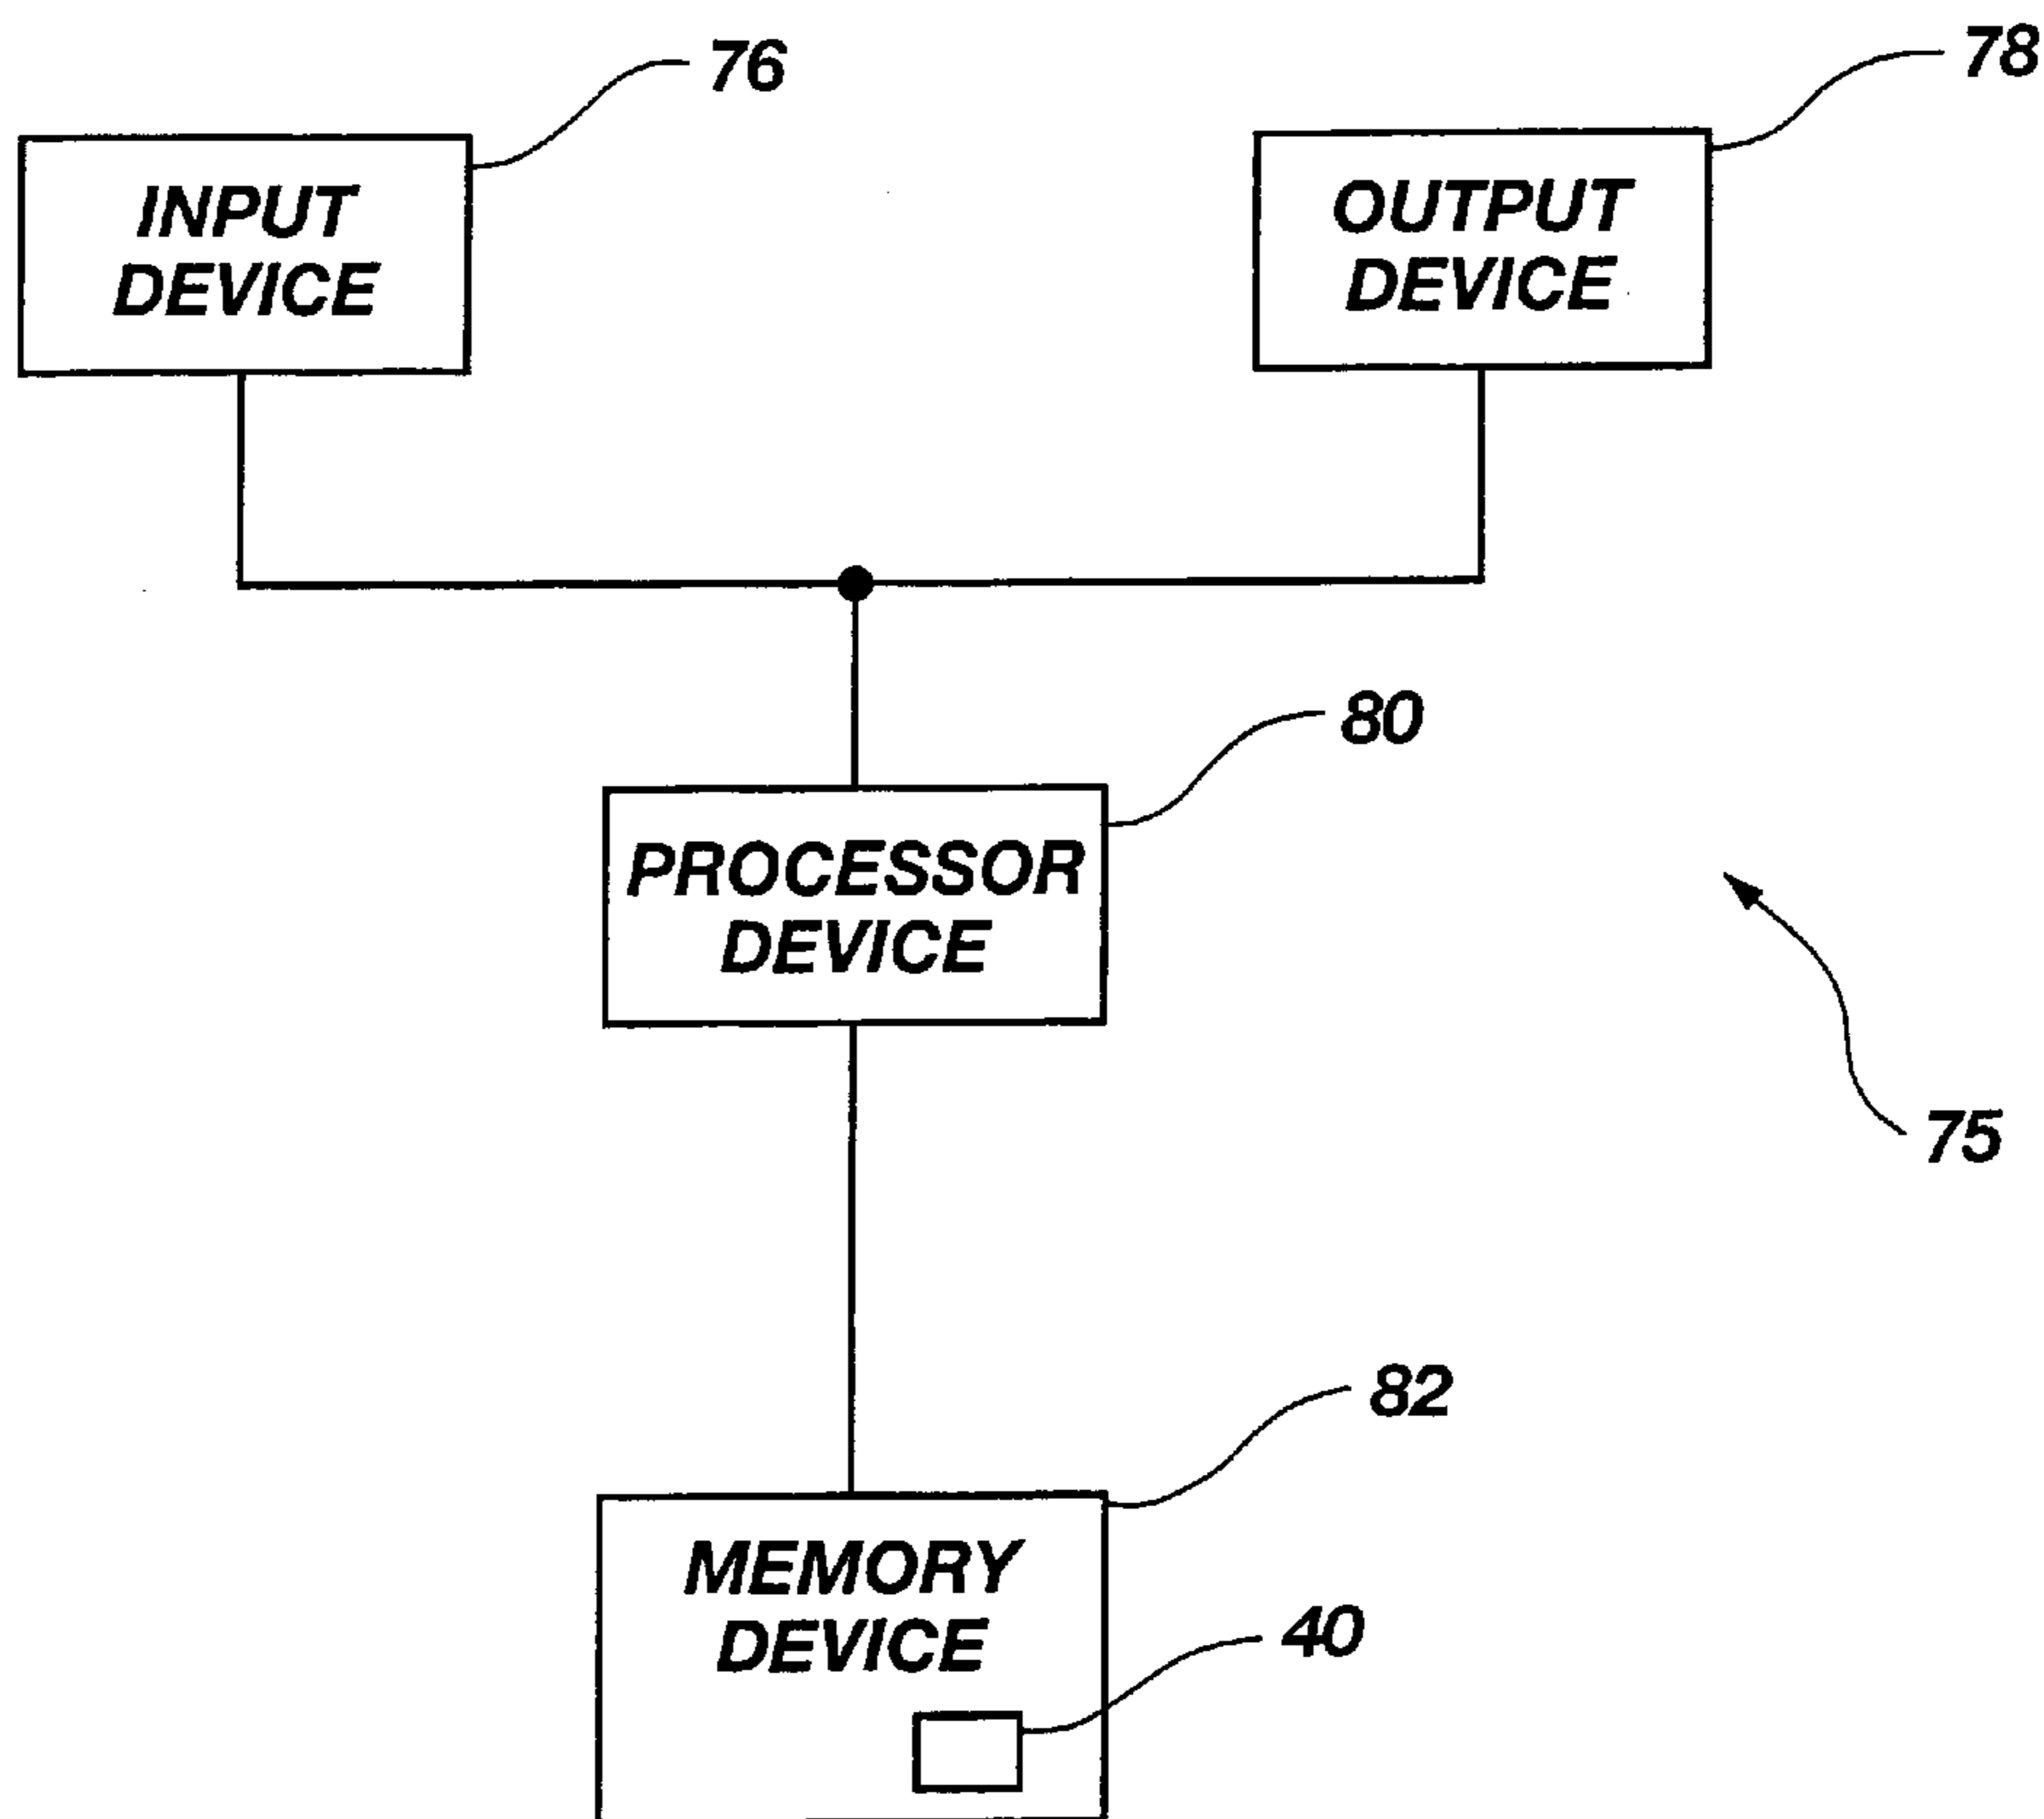 76
78
INPUT
DEVICE
OUTPUT
DEVICE
80
PROCESSOR
DEVICE
75
82
MEMORY
DEVICE
40